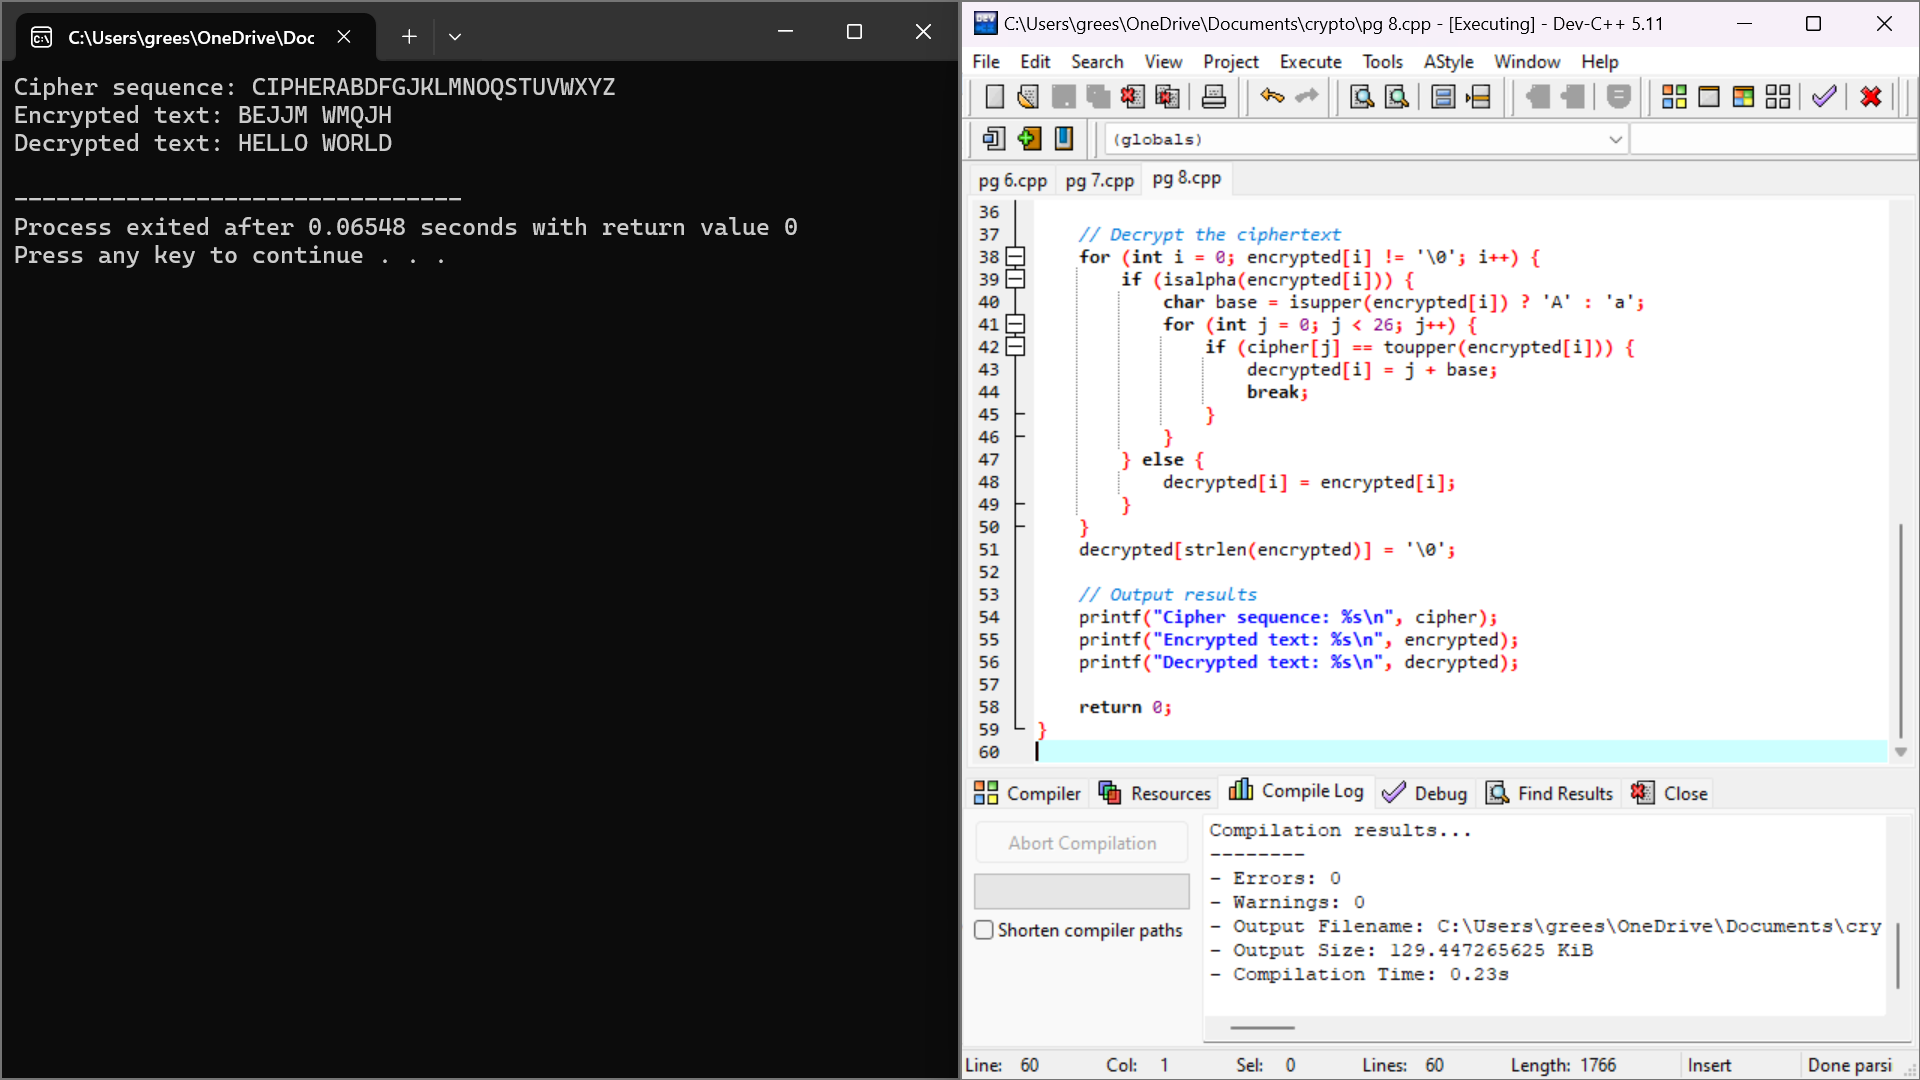 C:\Users\grees\OneDrive\Doc
Cipher sequence: CIPHERABDFGJKLMNOQSTUVWXYZ
Encrypted text: BEJJM WMQJH
Decrypted text: HELLO WORLD
--------------------------------
Process exited after 0.06548 seconds with return value 0
Press any key to continue . . .
C:\Users\grees\OneDrive\Documents\crypto\pg 8.cpp - [Executing] - Dev-C++ 5.11
File Edit Search View Project Execute Tools AStyle Window Help
(globals)
pg 6.cpp pg 7.cpp pg 8.cpp
36
37 // Decrypt the ciphertext
38 for (int i = 0; encrypted[i] != '\0'; i++) {
39 if (isalpha(encrypted[i])) {
40 char base = isupper(encrypted[i]) ? 'A' : 'a';
41 for (int j = 0; j < 26; j++) {
42 if (cipher[j] == toupper(encrypted[i])) {
43 decrypted[i] = j + base;
44 break;
45 }
46 }
47 } else {
48 decrypted[i] = encrypted[i];
49 }
50 }
51 decrypted[strlen(encrypted)] = '\0';
52
53 // Output results
54 printf("Cipher sequence: %s\n", cipher);
55 printf("Encrypted text: %s\n", encrypted);
56 printf("Decrypted text: %s\n", decrypted);
57
58 return 0;
59 }
60
Compiler Resources Compile Log Debug Find Results Close
Abort Compilation
Shorten compiler paths
Compilation results...
--------
- Errors: 0
- Warnings: 0
- Output Filename: C:\Users\grees\OneDrive\Documents\cry
- Output Size: 129.447265625 KiB
- Compilation Time: 0.23s
Line: 60 Col: 1 Sel: 0 Lines: 60 Length: 1766 Insert Done parsi